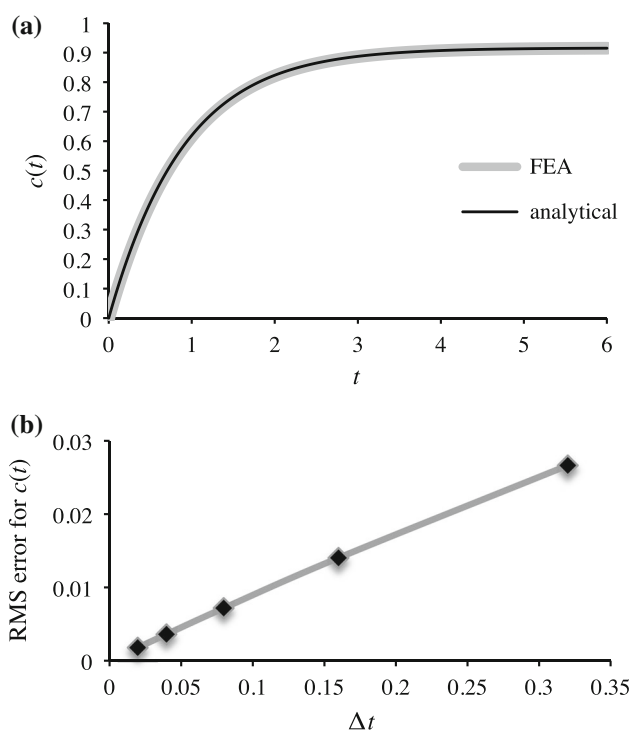 (a)
1
0.9
0.8
0.7
0.6
0.5
0.4
0.3
0.2
0.1
0
c(t)
FEA
analytical
0 1 2 3 4 5 6
t
(b)
0.03
0.02
0.01
0
RMS error for c(t)
0 0.05 0.1 0.15 0.2 0.25 0.3 0.35
Δt